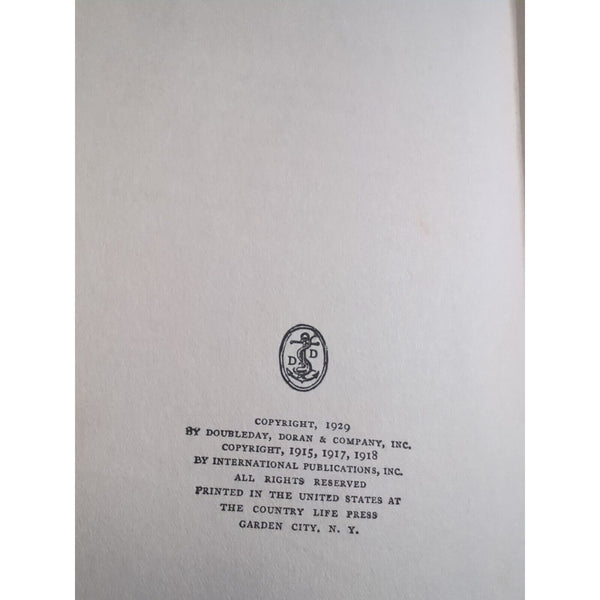 D D
COPYRIGHT, 1929
BY DOUBLEDAY, DORAN & COMPANY, INC.
COPYRIGHT, 1915, 1917, 1918
BY INTERNATIONAL PUBLICATIONS, INC.
ALL RIGHTS RESERVED
PRINTED IN THE UNITED STATES AT
THE COUNTRY LIFE PRESS
GARDEN CITY. N. Y.